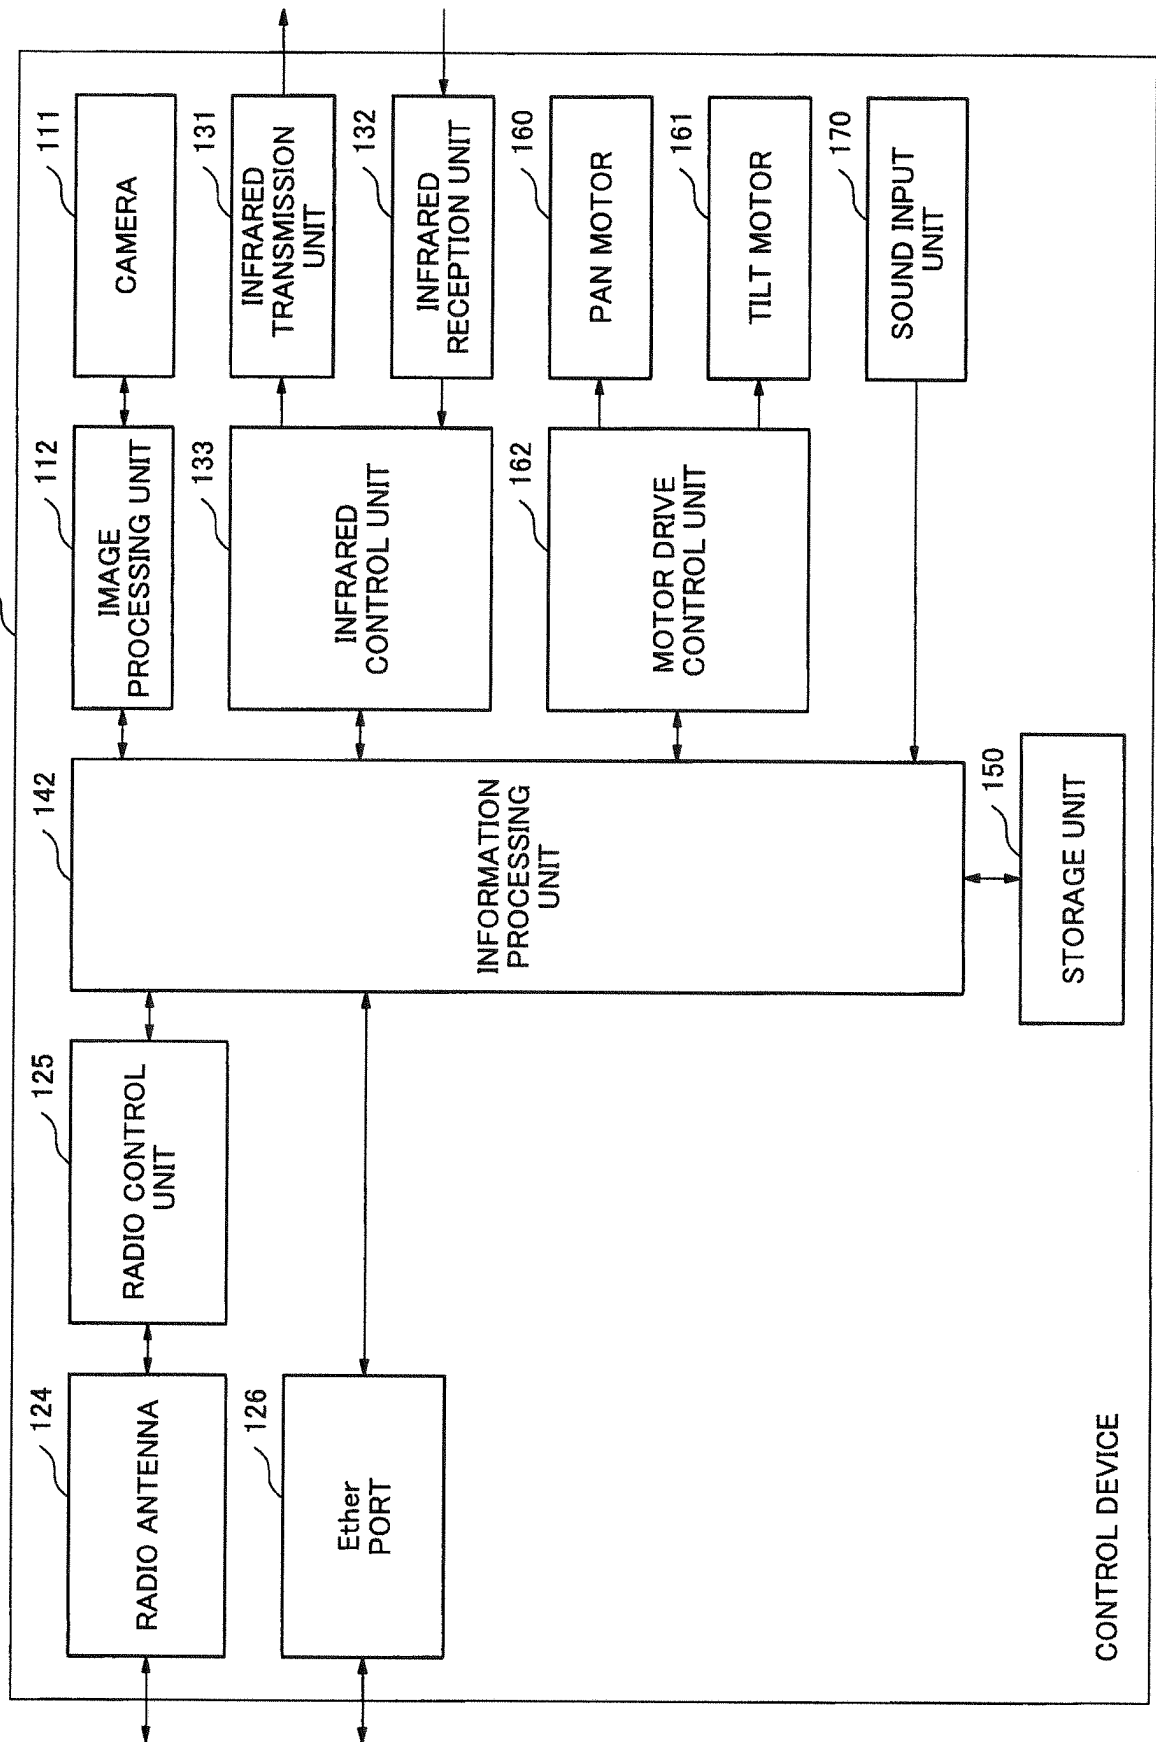 124
RADIO ANTENNA
125
RADIO CONTROL
UNIT
126
Ether
PORT
142
INFORMATION
PROCESSING
UNIT
150
STORAGE UNIT
112
IMAGE
PROCESSING UNIT
111
CAMERA
133
INFRARED
CONTROL UNIT
131
INFRARED
TRANSMISSION
UNIT
132
INFRARED
RECEPTION UNIT
162
MOTOR DRIVE
CONTROL UNIT
160
PAN MOTOR
161
TILT MOTOR
170
SOUND INPUT
UNIT
CONTROL DEVICE